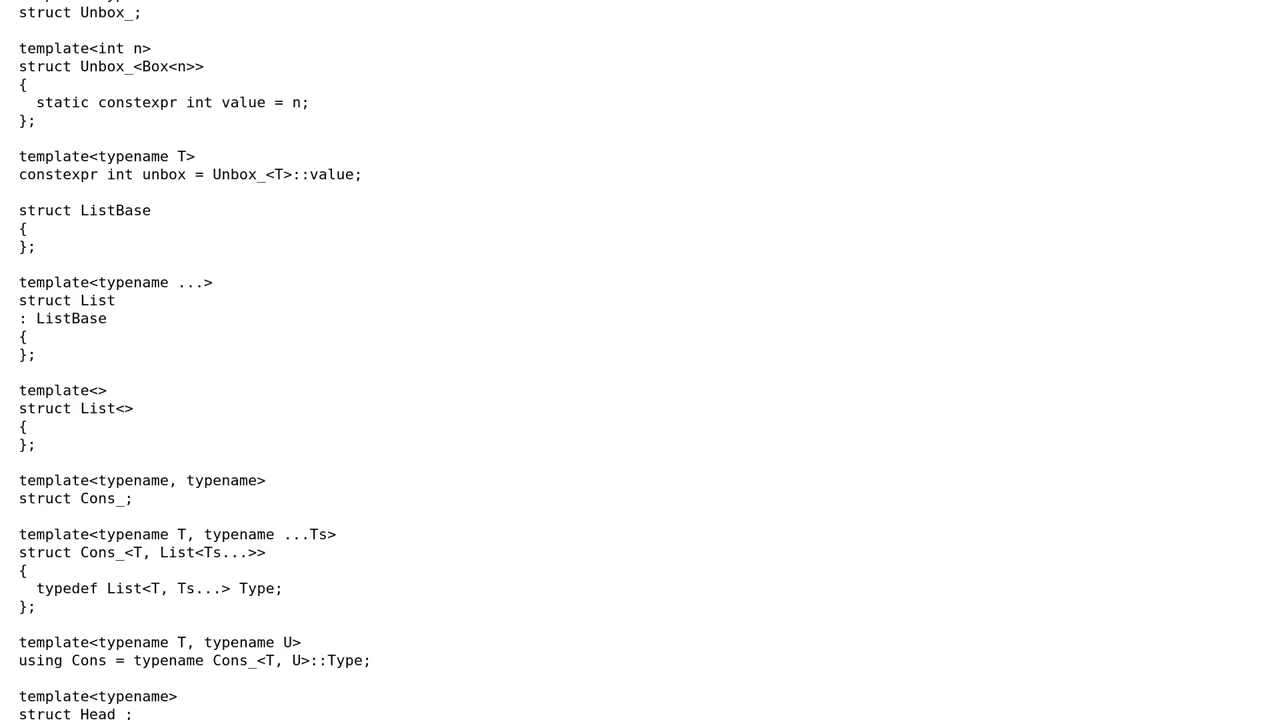 struct Unbox_;
template<int n>
struct Unbox_<Box<n>>
{
  static constexpr int value = n;
};
template<typename T>
constexpr int unbox = Unbox_<T>::value;
struct ListBase
{
};
template<typename ...>
struct List
: ListBase
{
};
template<>
struct List<>
{
};
template<typename, typename>
struct Cons_;
template<typename T, typename ...Ts>
struct Cons_<T, List<Ts...>>
{
  typedef List<T, Ts...> Type;
};
template<typename T, typename U>
using Cons = typename Cons_<T, U>::Type;
template<typename>
struct Head_;